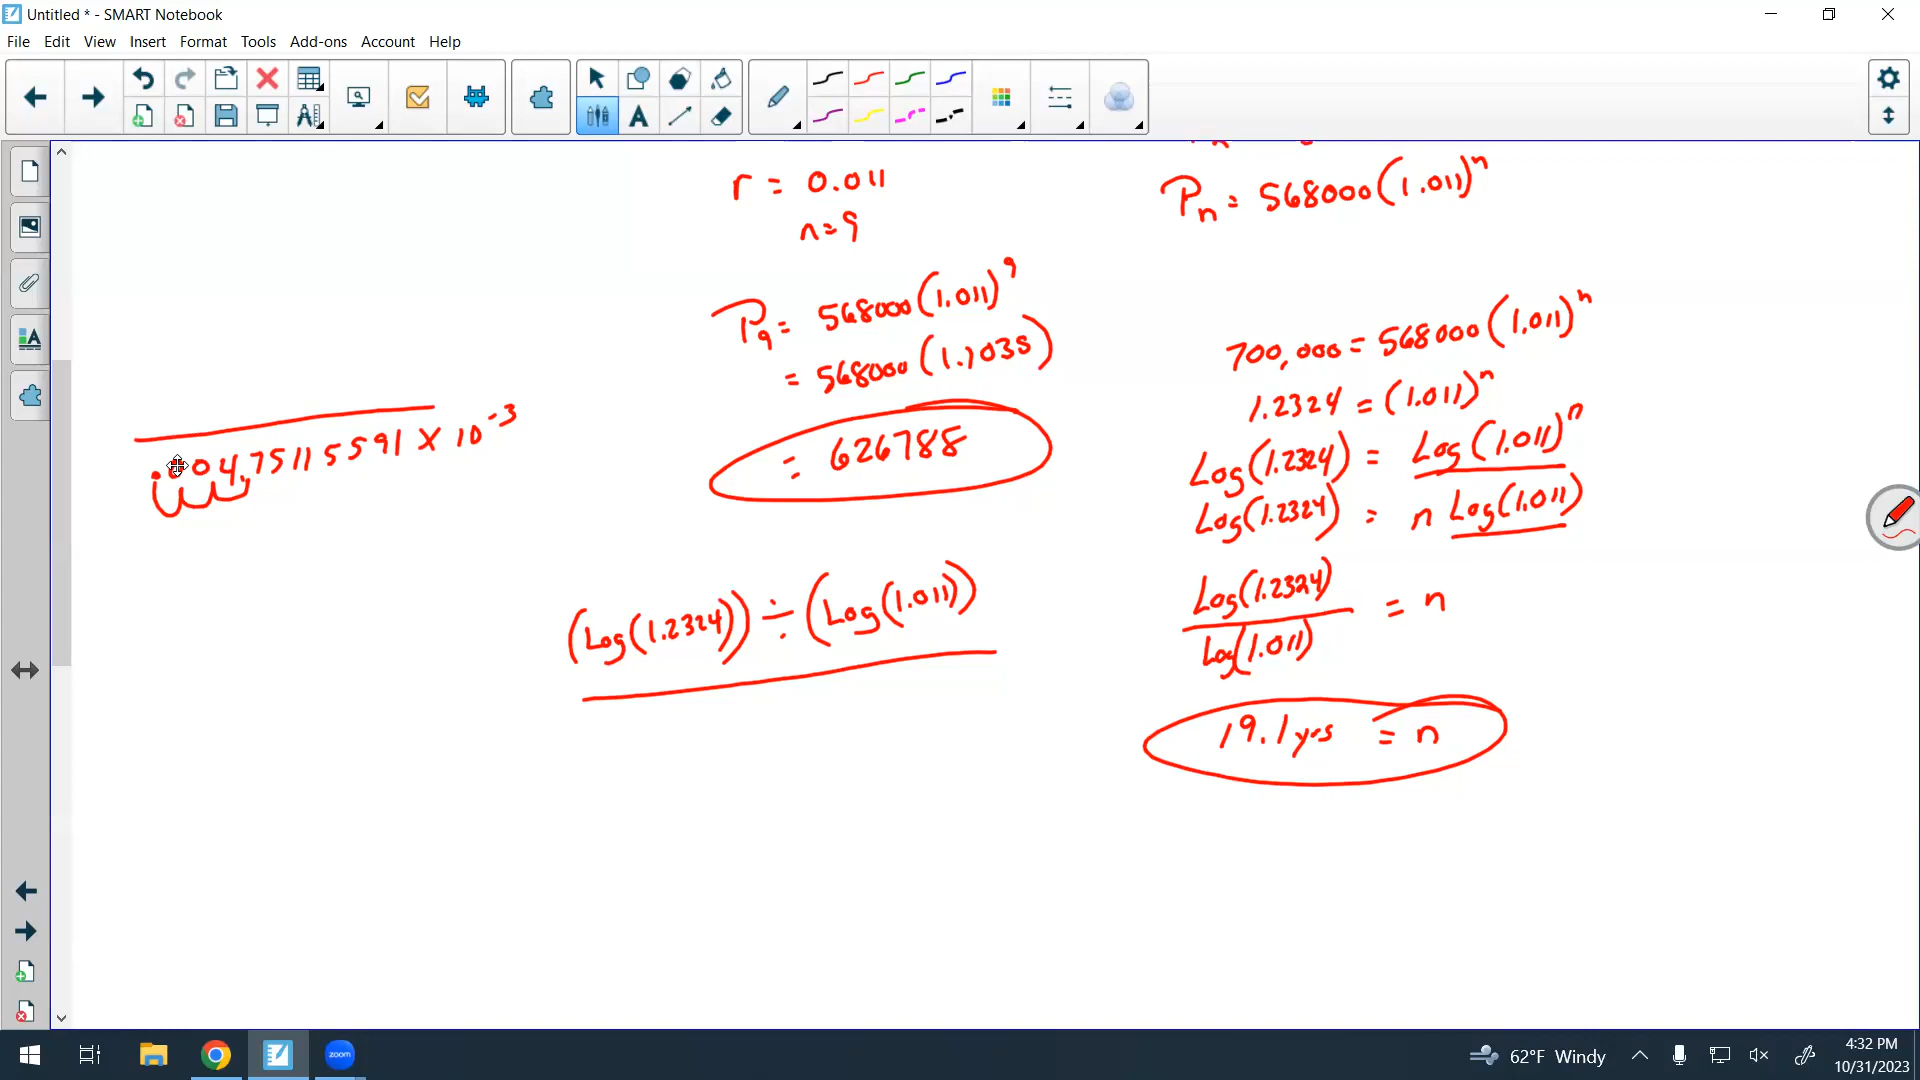 Untitled * - SMART Notebook
File Edit View Insert Format Tools Add-ons Account Help
r = 0.011
n = 9
P9 = 568000(1.011)^9
= 568000(1.1035)
= 626788
.004.75115591 X 10^-3
(Log(1.2324)) ÷ (Log(1.011))
Pn = 568000(1.011)^n
700,000 = 568000(1.011)^n
1.2324 = (1.011)^n
Log(1.2324) = Log(1.011)^n
Log(1.2324) = n Log(1.011)
Log(1.2324)
Log(1.011)
= n
19.1 yrs = n
zoom
62°F Windy
4:32 PM
10/31/2023